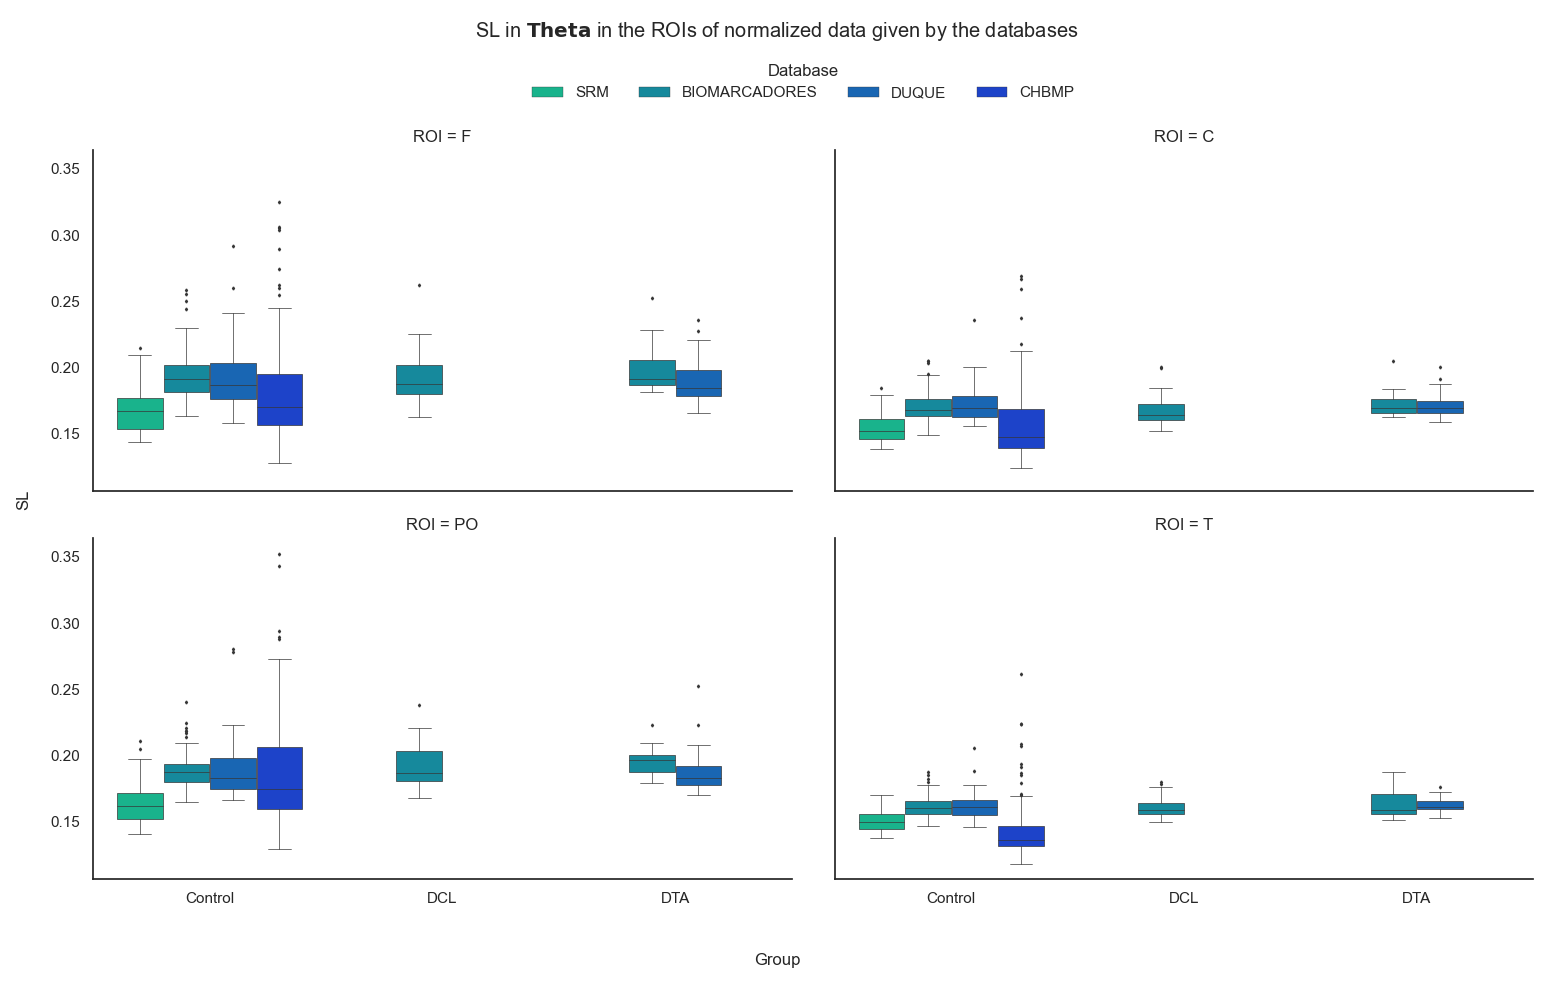 SL in Theta in the ROIs of normalized data given by the databases
Database
SRM BIOMARCADORES DUQUE CHBMP
ROI = F
ROI = C
0.35
0.30
0.25
0.20
0.15
SL
ROI = PO
ROI = T
0.35
0.30
0.25
0.20
0.15
Control DCL DTA
Control DCL DTA
Group